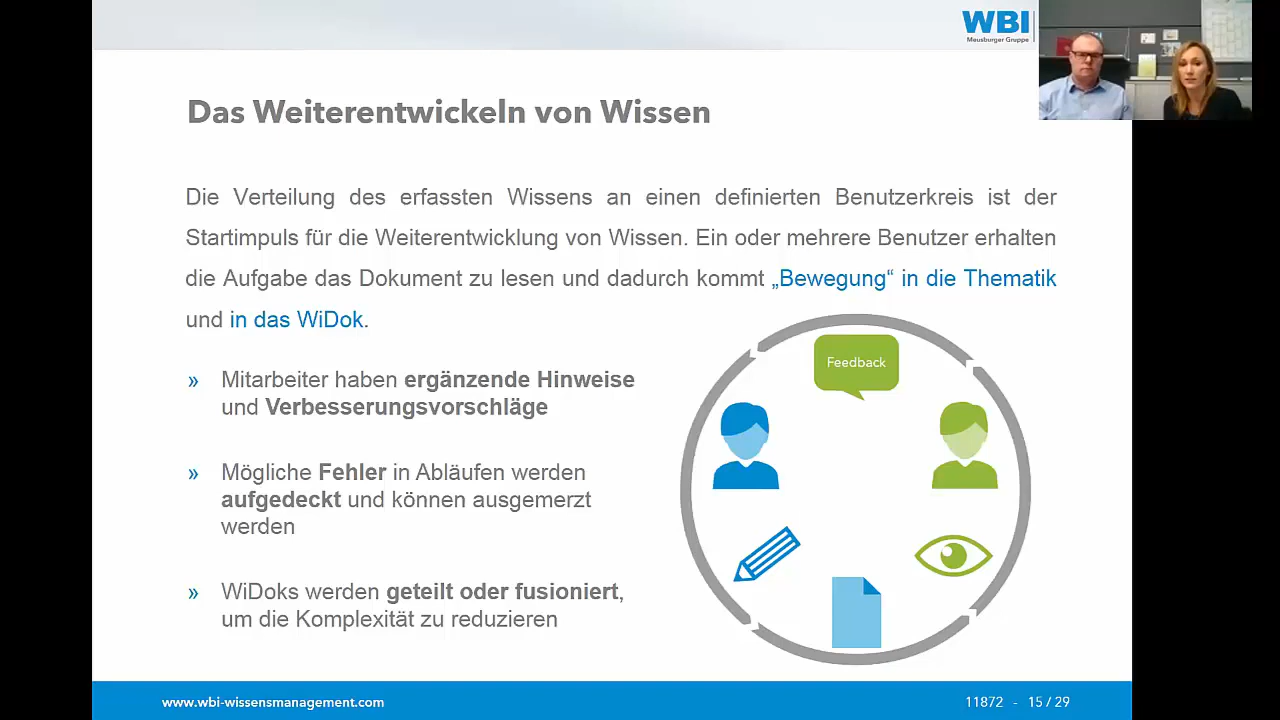 WBI
Meusburger Gruppe
Das Weiterentwickeln von Wissen
Die Verteilung des erfassten Wissens an einen definierten Benutzerkreis ist der
Startimpuls für die Weiterentwicklung von Wissen. Ein oder mehrere Benutzer erhalten
die Aufgabe das Dokument zu lesen und dadurch kommt „Bewegung“ in die Thematik
und in das WiDok.
» Mitarbeiter haben ergänzende Hinweise
und Verbesserungsvorschläge
» Mögliche Fehler in Abläufen werden
aufgedeckt und können ausgemerzt
werden
» WiDoks werden geteilt oder fusioniert,
um die Komplexität zu reduzieren
Feedback
www.wbi-wissensmanagement.com
11872 - 15 / 29